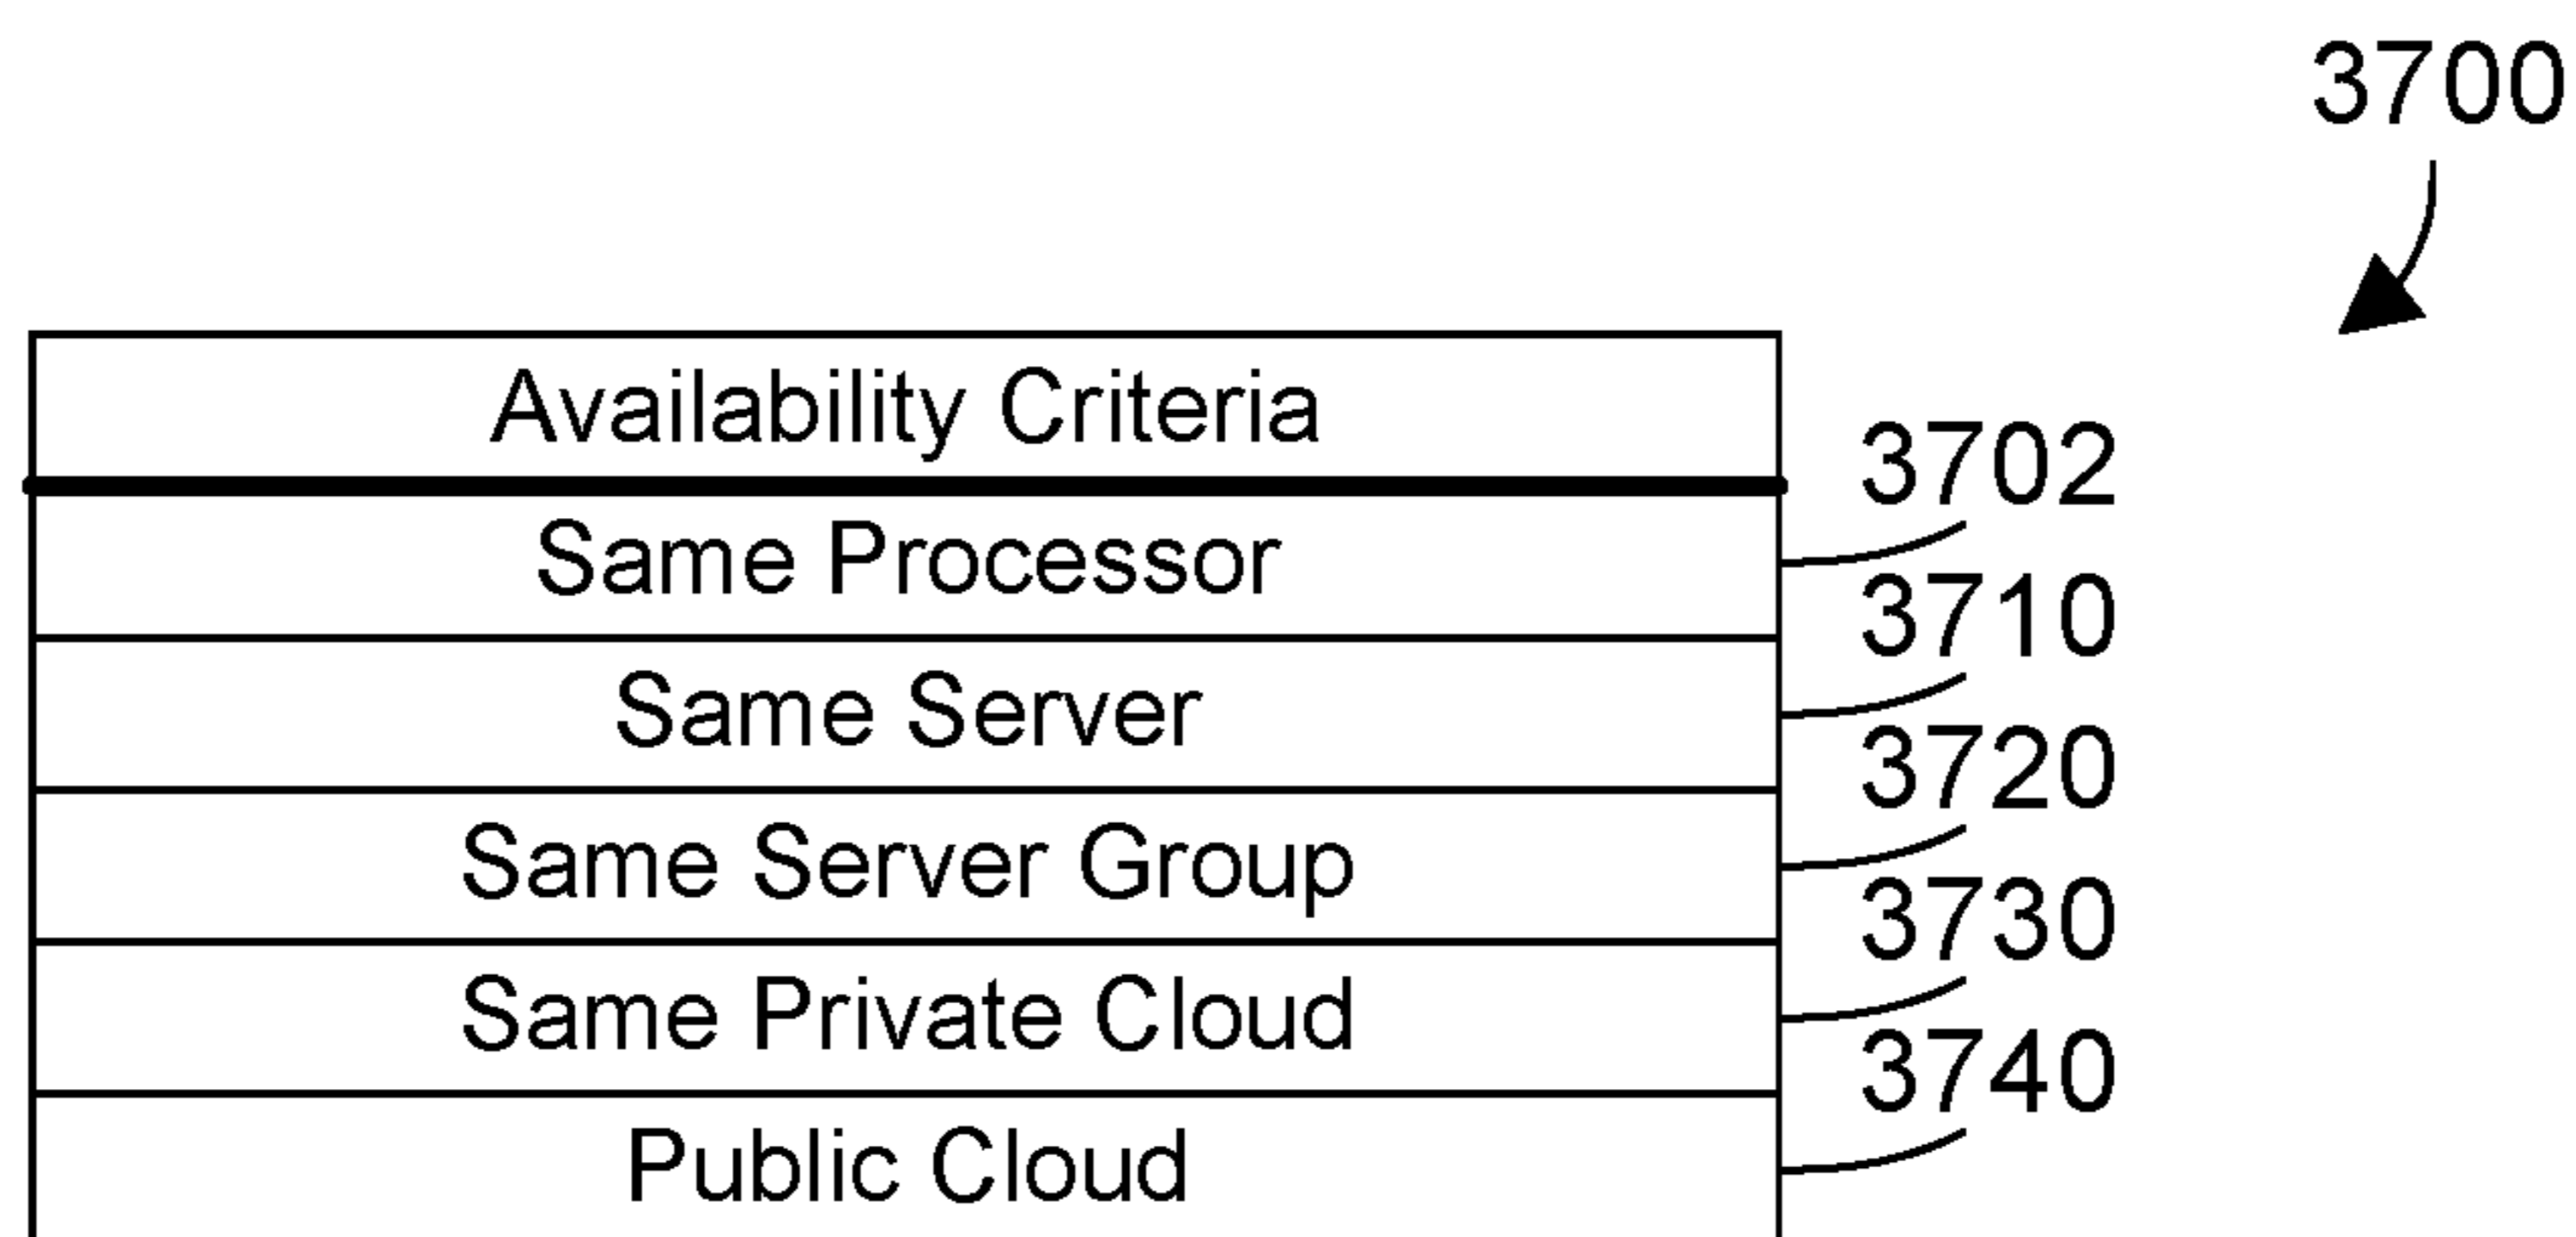 3700
Availability Criteria
3702
Same Processor
3710
Same Server
3720
Same Server Group
3730
Same Private Cloud
3740
Public Cloud